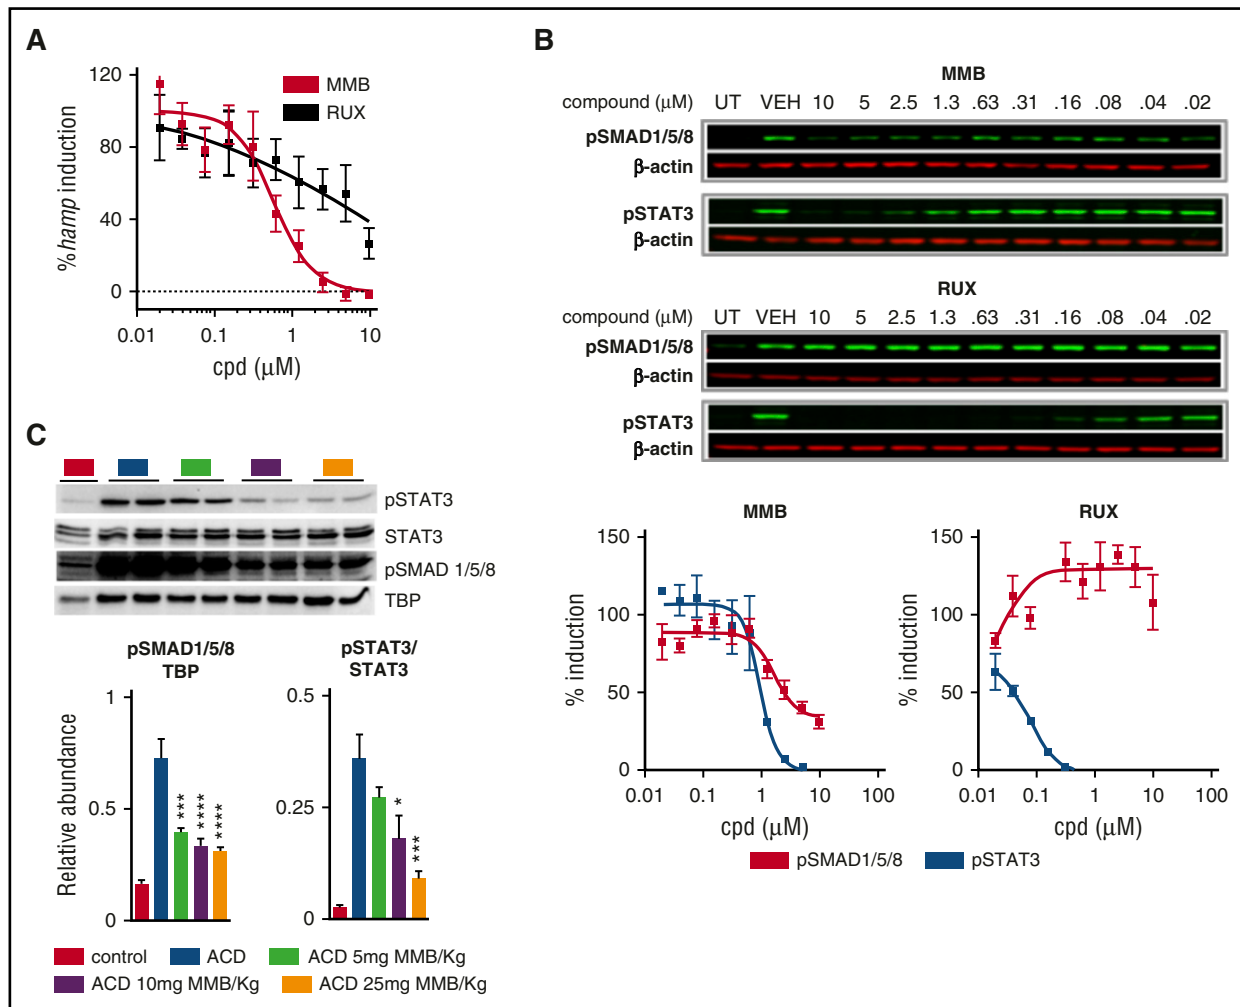 A
120
80
40
0
% hamp induction
MMB
RUX
0.01
0.1
1
10
cpd (μM)
B
MMB
compound (μM) UT VEH 10 5 2.5 1.3 .63 .31 .16 .08 .04 .02
pSMAD1/5/8
β-actin
pSTAT3
β-actin
RUX
compound (μM) UT VEH 10 5 2.5 1.3 .63 .31 .16 .08 .04 .02
pSMAD1/5/8
β-actin
pSTAT3
β-actin
MMB
150
100
50
0
% induction
0.01 0.1 1 10 100
cpd (μM)
RUX
150
100
50
0
% induction
0.01 0.1 1 10 100
cpd (μM)
pSMAD1/5/8 pSTAT3
C
pSTAT3
STAT3
pSMAD 1/5/8
TBP
pSMAD1/5/8
TBP
1
0.5
0
Relative abundance
***
****
****
pSTAT3/
STAT3
0.5
0.25
0
*
***
control ACD ACD 5mg MMB/Kg
ACD 10mg MMB/Kg ACD 25mg MMB/Kg